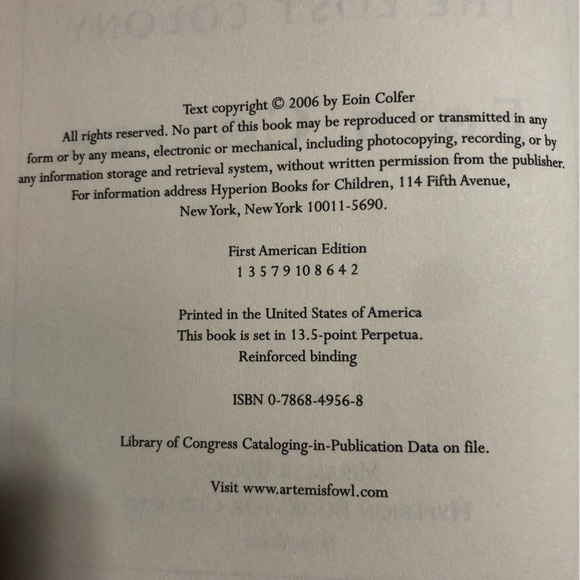 Text copyright © 2006 by Eoin Colfer
All rights reserved. No part of this book may be reproduced or transmitted in any
form or by any means, electronic or mechanical, including photocopying, recording, or by
any information storage and retrieval system, without written permission from the publisher.
For information address Hyperion Books for Children, 114 Fifth Avenue,
New York, New York 10011-5690.
First American Edition
1 3 5 7 9 10 8 6 4 2
Printed in the United States of America
This book is set in 13.5-point Perpetua.
Reinforced binding
ISBN 0-7868-4956-8
Library of Congress Cataloging-in-Publication Data on file.
Visit www.artemisfowl.com